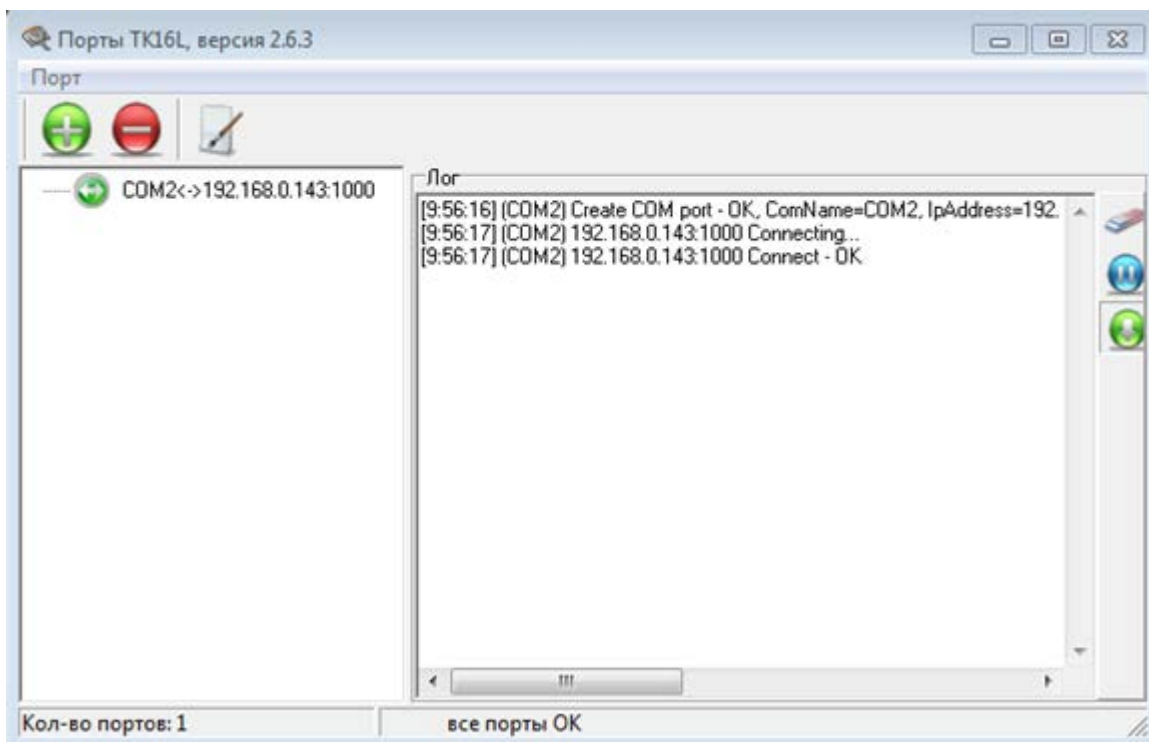 Порты TK16L, версия 2.6.3
Порт
COM2<->192.168.0.143:1000
Лог
[9:56:16] (COM2) Create COM port - OK, ComName=COM2, IpAddress=192.
[9:56:17] (COM2) 192.168.0.143:1000 Connecting...
[9:56:17] (COM2) 192.168.0.143:1000 Connect - OK
Кол-во портов: 1
все порты ОК